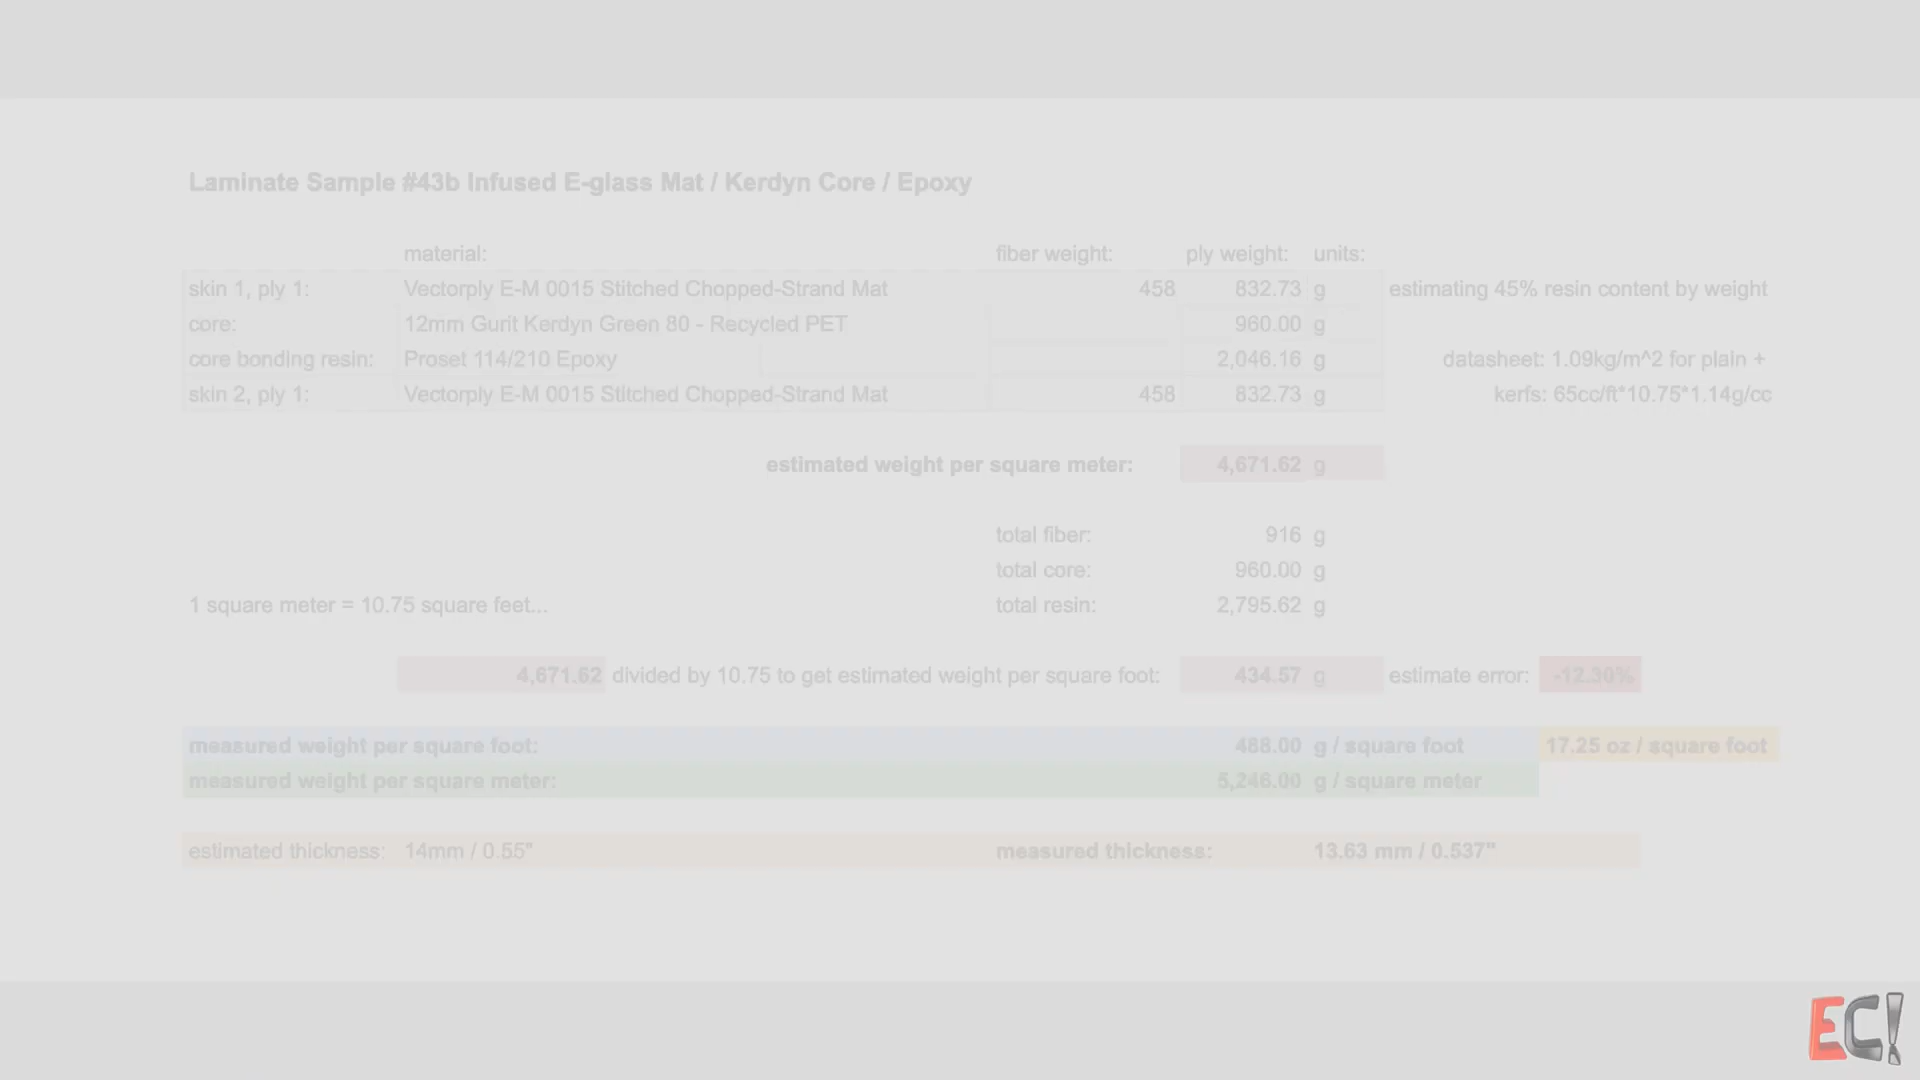 Laminate Sample #43b Infused E-glass Mat / Kerdyn Core / Epoxy
material: fiber weight: ply weight: units:
skin 1, ply 1: Vectorply E-M 0015 Stitched Chopped-Strand Mat 458 832.73 g estimating 45% resin content by weight
core: 12mm Gurit Kerdyn Green 80 - Recycled PET 960.00 g
core bonding resin: Proset 114/210 Epoxy 2,046.16 g datasheet: 1.09kg/m^2 for plain +
skin 2, ply 1: Vectorply E-M 0015 Stitched Chopped-Strand Mat 458 832.73 g kerfs: 65cc/ft*10.75*1.14g/cc
estimated weight per square meter: 4,671.62 g
total fiber: 916 g
total core: 960.00 g
1 square meter = 10.75 square feet... total resin: 2,795.62 g
4,671.62 divided by 10.75 to get estimated weight per square foot: 434.57 g estimate error: -12.30%
measured weight per square foot: 488.00 g / square foot 17.25 oz / square foot
measured weight per square meter: 5,246.00 g / square meter
estimated thickness: 14mm / 0.55" measured thickness: 13.63 mm / 0.537"
EC!